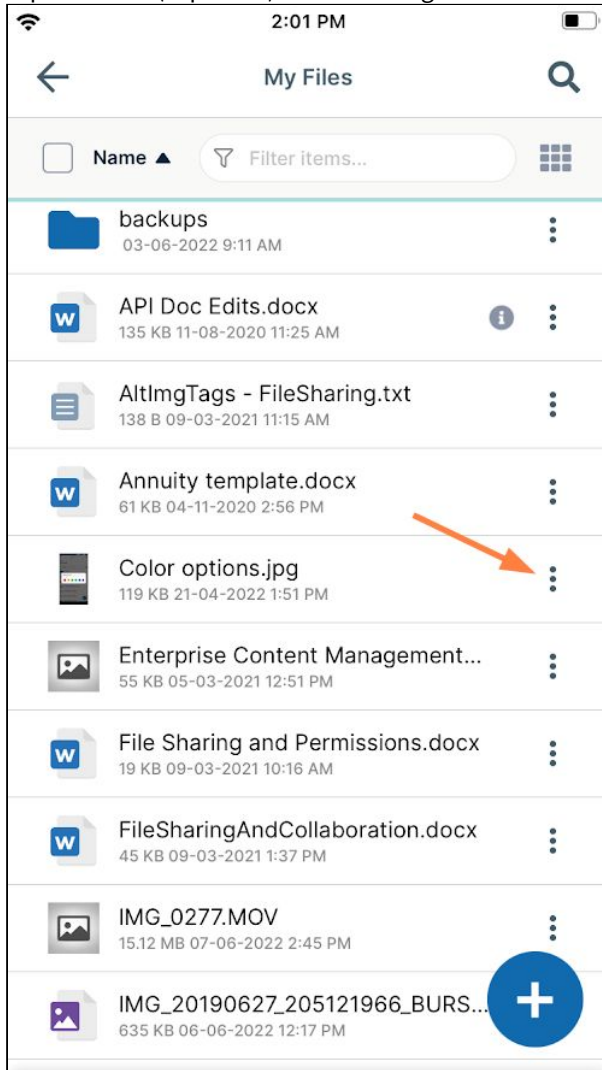 2:01 PM
My Files
Name ▲ Filter items...
backups
03-06-2022 9:11 AM
W
API Doc Edits.docx
135 KB 11-08-2020 11:25 AM
i
AltImgTags - FileSharing.txt
138 B 09-03-2021 11:15 AM
W
Annuity template.docx
61 KB 04-11-2020 2:56 PM
Color options.jpg
119 KB 21-04-2022 1:51 PM
Enterprise Content Management...
55 KB 05-03-2021 12:51 PM
W
File Sharing and Permissions.docx
19 KB 09-03-2021 10:16 AM
W
FileSharingAndCollaboration.docx
45 KB 09-03-2021 1:37 PM
IMG_0277.MOV
15.12 MB 07-06-2022 2:45 PM
IMG_20190627_205121966_BURS...
635 KB 06-06-2022 12:17 PM
+